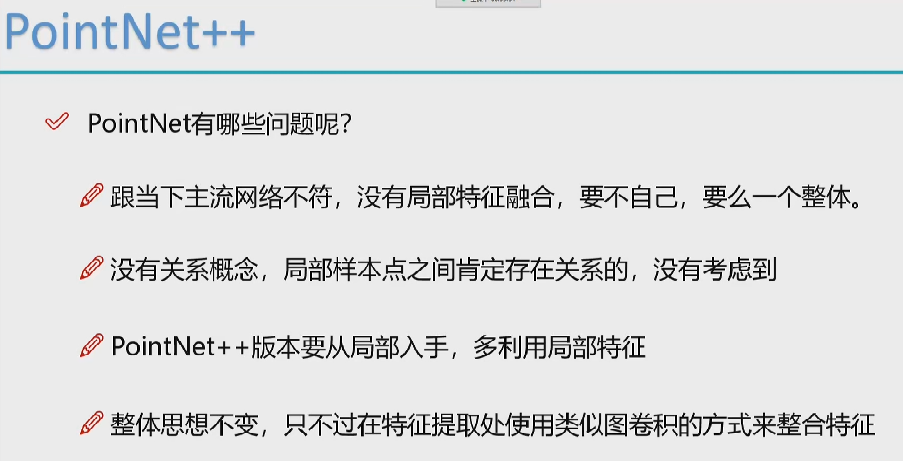 PointNet++
PointNet有哪些问题呢?
跟当下主流网络不符，没有局部特征融合，要不自己，要么一个整体。
没有关系概念，局部样本点之间肯定存在关系的，没有考虑到
PointNet++版本要从局部入手，多利用局部特征
整体思想不变，只不过在特征提取处使用类似图卷积的方式来整合特征